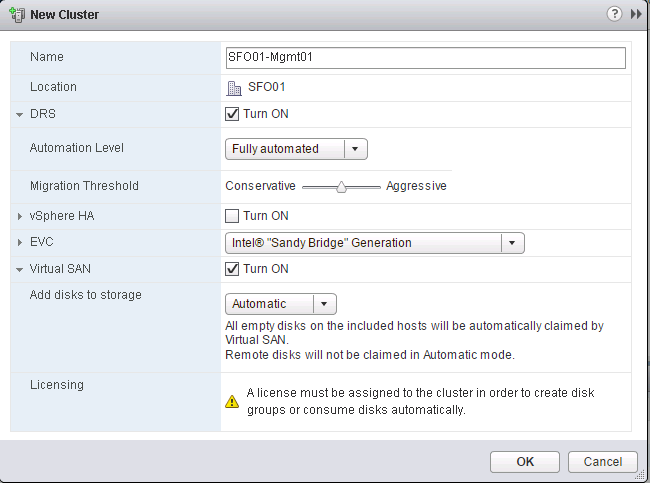 New Cluster
Name
SFO01-Mgmt01
Location
SFO01
DRS
Turn ON
Automation Level
Fully automated
Migration Threshold
Conservative
Aggressive
vSphere HA
Turn ON
EVC
Intel® "Sandy Bridge" Generation
Virtual SAN
Turn ON
Add disks to storage
Automatic
All empty disks on the included hosts will be automatically claimed by
Virtual SAN.
Remote disks will not be claimed in Automatic mode.
Licensing
A license must be assigned to the cluster in order to create disk
groups or consume disks automatically.
OK
Cancel